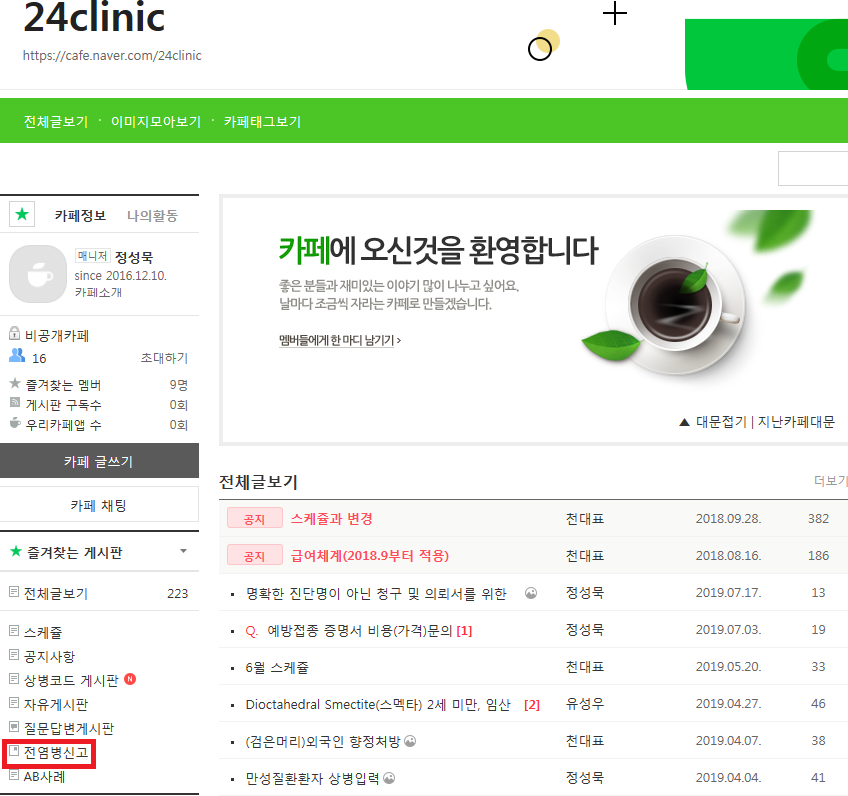 24clinic
https://cafe.naver.com/24clinic
전체글보기 · 이미지모아보기 · 카페태그보기
카페정보 나의활동
매니저 정성묵
since 2016.12.10.
카페소개
비공개카페
16 초대하기
즐겨찾는 멤버 9명
게시판 구독수 0회
우리카페앱 수 0회
카페 글쓰기
카페 채팅
즐겨찾는 게시판
전체글보기 223
스케쥴
공지사항
상병코드 게시판 N
자유게시판
질문답변게시판
전염병신고
AB사례
카페에 오신것을 환영합니다
좋은 분들과 재미있는 이야기 많이 나누고 싶어요.
날마다 조금씩 자라는 카페로 만들겠습니다.
멤버들에게 한 마디 남기기 >
▲ 대문접기 | 지난카페대문
전체글보기 더보기
공지 스케쥴과 변경 천대표 2018.09.28. 382
공지 급여체계(2018.9부터 적용) 천대표 2018.08.16. 186
명확한 진단명이 아닌 청구 및 의뢰서를 위한 정성묵 2019.07.17. 13
Q. 예방접종 증명서 비용(가격)문의 [1] 정성묵 2019.07.03. 19
6월 스케쥴 천대표 2019.05.20. 33
Dioctahedral Smectite(스멕타) 2세 미만, 임산 [2] 유성우 2019.04.27. 46
(검은머리)외국인 향정처방 천대표 2019.04.07. 38
만성질환환자 상병입력 정성묵 2019.04.04. 41